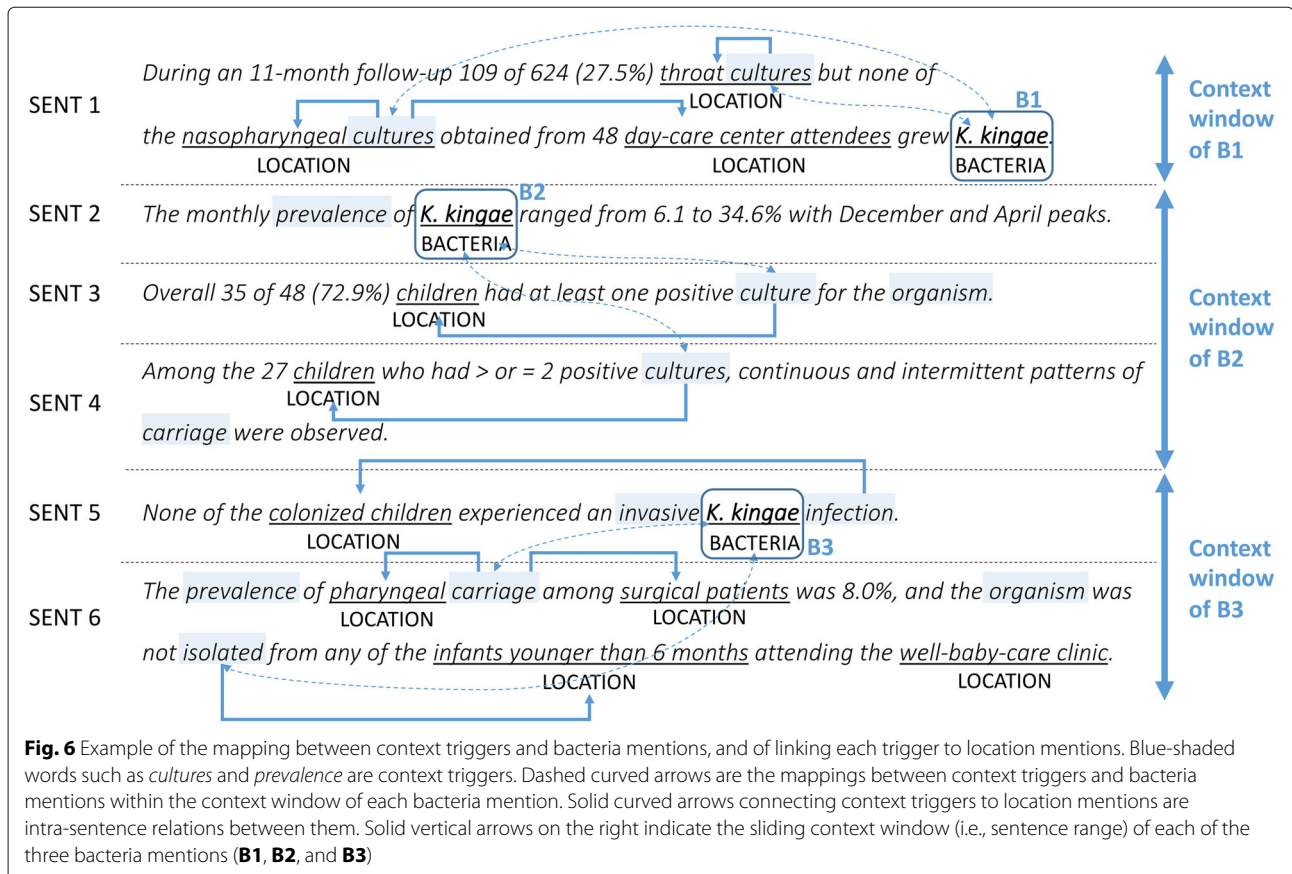 SENT 1
During an 11-month follow-up 109 of 624 (27.5%) throat cultures but none of
LOCATION
B1
the nasopharyngeal cultures obtained from 48 day-care center attendees grew K. kingae.
LOCATION LOCATION BACTERIA
Context
window
of B1
SENT 2
B2
The monthly prevalence of K. kingae ranged from 6.1 to 34.6% with December and April peaks.
BACTERIA
SENT 3
Overall 35 of 48 (72.9%) children had at least one positive culture for the organism.
LOCATION
Context
window
of B2
SENT 4
Among the 27 children who had > or = 2 positive cultures, continuous and intermittent patterns of
LOCATION
carriage were observed.
SENT 5
None of the colonized children experienced an invasive K. kingae infection.
LOCATION BACTERIA B3
Context
window
of B3
SENT 6
The prevalence of pharyngeal carriage among surgical patients was 8.0%, and the organism was
LOCATION LOCATION
not isolated from any of the infants younger than 6 months attending the well-baby-care clinic.
LOCATION LOCATION
Fig. 6 Example of the mapping between context triggers and bacteria mentions, and of linking each trigger to location mentions. Blue-shaded
words such as cultures and prevalence are context triggers. Dashed curved arrows are the mappings between context triggers and bacteria
mentions within the context window of each bacteria mention. Solid curved arrows connecting context triggers to location mentions are
intra-sentence relations between them. Solid vertical arrows on the right indicate the sliding context window (i.e., sentence range) of each of the
three bacteria mentions (B1, B2, and B3)